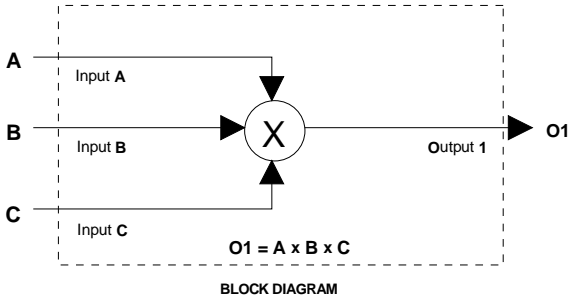 A
Input A
B
Input B
X
Output 1
O1
C
Input C
O1 = A x B x C
BLOCK DIAGRAM